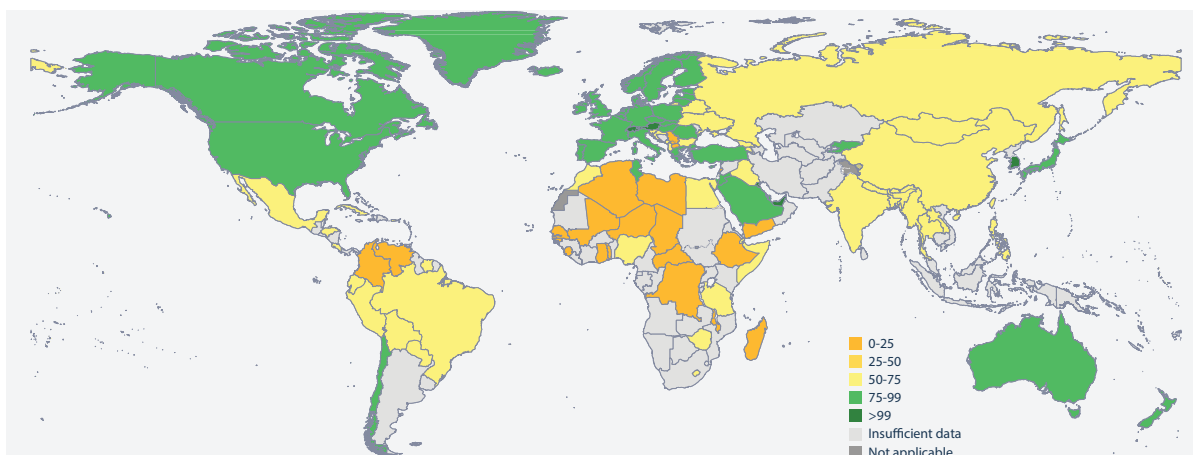 0-25
25-50
50-75
75-99
>99
Insufficient data
Not applicable